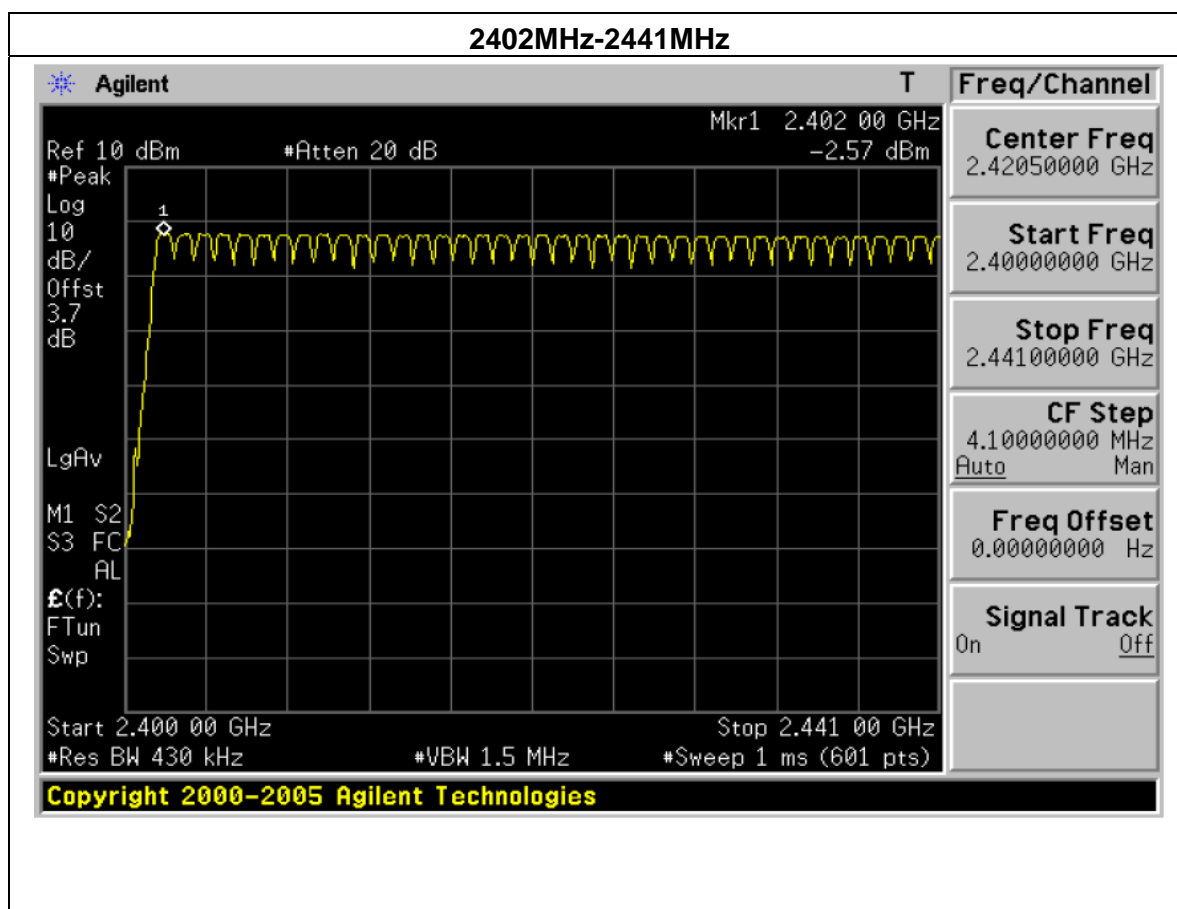 2402MHz-2441MHz
Agilent T
Freq/Channel
Mkr1 2.402 00 GHz
Ref 10 dBm #Atten 20 dB -2.57 dBm
#Peak
Log
10
dB/
Offst
3.7
dB
1
LgAv
M1 S2
S3 FC
AL
£(f):
FTun
Swp
Start 2.400 00 GHz Stop 2.441 00 GHz
#Res BW 430 kHz #VBW 1.5 MHz #Sweep 1 ms (601 pts)
Center Freq
2.42050000 GHz
Start Freq
2.40000000 GHz
Stop Freq
2.44100000 GHz
CF Step
4.10000000 MHz
Auto Man
Freq Offset
0.00000000 Hz
Signal Track
On Off
Copyright 2000-2005 Agilent Technologies